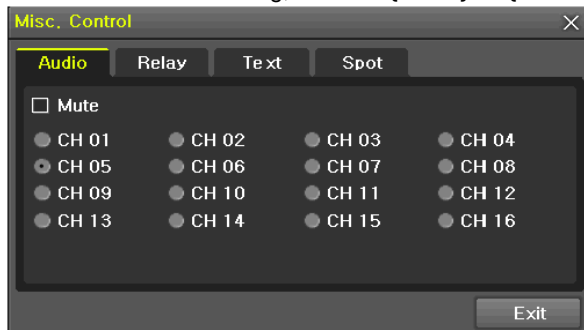 Misc. Control
Audio Relay Text Spot
Mute
CH 01 CH 02 CH 03 CH 04
CH 05 CH 06 CH 07 CH 08
CH 09 CH 10 CH 11 CH 12
CH 13 CH 14 CH 15 CH 16
Exit